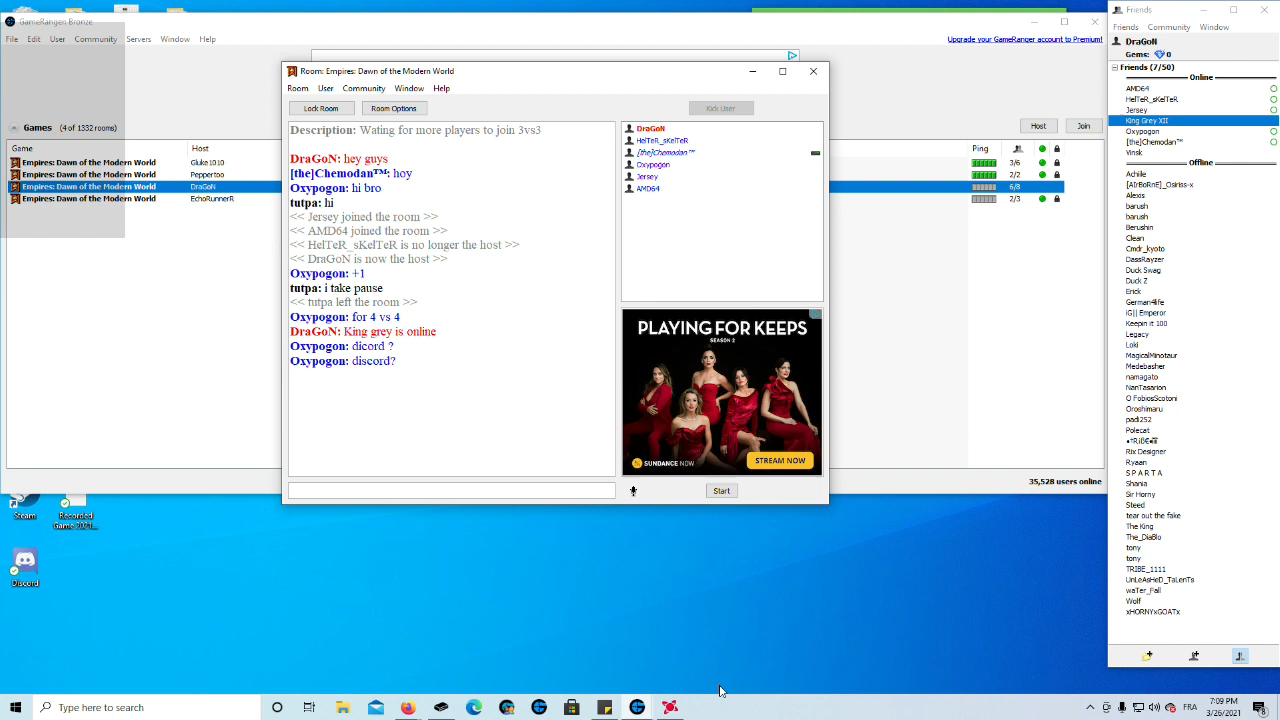 GameRanger Bronze
File Edit User Community Servers Window Help
Upgrade your GameRanger account to Premium!
Games (4 of 1332 rooms)
Host Join
Game Host Ping
Empires: Dawn of the Modern World Gluke1010 3/6
Empires: Dawn of the Modern World Peppertoo 2/2
Empires: Dawn of the Modern World DraGoN 6/8
Empires: Dawn of the Modern World EchoRunnerR 2/3
35,528 users online
Room: Empires: Dawn of the Modern World
Room User Community Window Help
Lock Room Room Options Kick User
Description: Wating for more players to join 3vs3
DraGoN: hey guys
[the]Chemodan™: hoy
Oxypogon: hi bro
tutpa: hi
<< Jersey joined the room >>
<< AMD64 joined the room >>
<< HelTeR_sKelTeR is no longer the host >>
<< DraGoN is now the host >>
Oxypogon: +1
tutpa: i take pause
<< tutpa left the room >>
Oxypogon: for 4 vs 4
DraGoN: King grey is online
Oxypogon: dicord ?
Oxypogon: discord?
DraGoN
HelTeR_sKelTeR
[the]Chemodan™
Oxypogon
Jersey
AMD64
PLAYING FOR KEEPS
SEASON 2
SUNDANCE NOW
STREAM NOW
Start
Friends
Friends Community Window
DraGoN
Gems: 0
Friends (7/50)
Online
AMD64
HelTeR_sKelTeR
Jersey
King Grey XII
Oxypogon
[the]Chemodan™
Vinsk
Offline
Achille
[AIrBoRnE]_Osiriss-x
Alexis
barush
barush
Berushin
Clean
Cmdr_kyoto
DassRayzer
Duck Swag
Duck Z
Erick
German4life
iG|| Emperor
Keepin it 100
Legacy
Loki
MagicalMinotaur
Medebasher
namagato
NanTasarion
O FobiosScotoni
Oroshimaru
padi252
Polecat
Rix Designer
Ryaan
S P A R T A
Shania
Sir Horny
Steed
tear out the fake
The King
The_DiaBlo
tony
tony
TRIBE_1111
UnLeAsHeD_TaLenTs
waTer_Fall
Wolf
xHORNYxGOATx
Steam
Recorded
Game 2021...
Discord
Type here to search
FRA
7:09 PM
3/26/2021
8